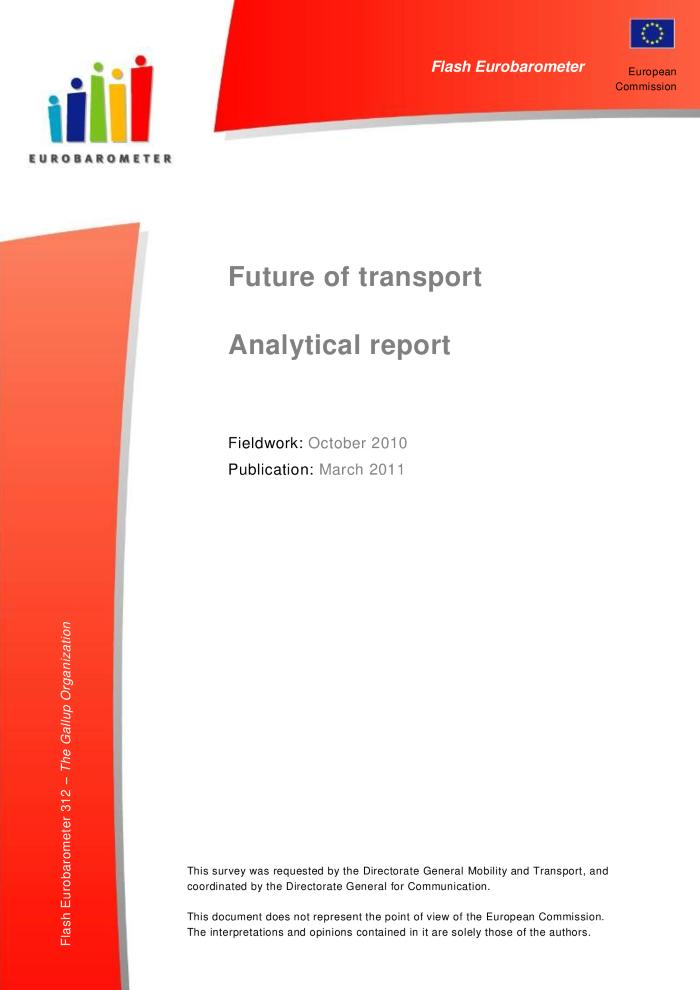 Flash Eurobarometer
European
Commission
EUROBAROMETER
Future of transport
Analytical report
Fieldwork: October 2010
Publication: March 2011
Flash Eurobarometer 312 – The Gallup Organization
This survey was requested by the Directorate General Mobility and Transport, and
coordinated by the Directorate General for Communication.
This document does not represent the point of view of the European Commission.
The interpretations and opinions contained in it are solely those of the authors.